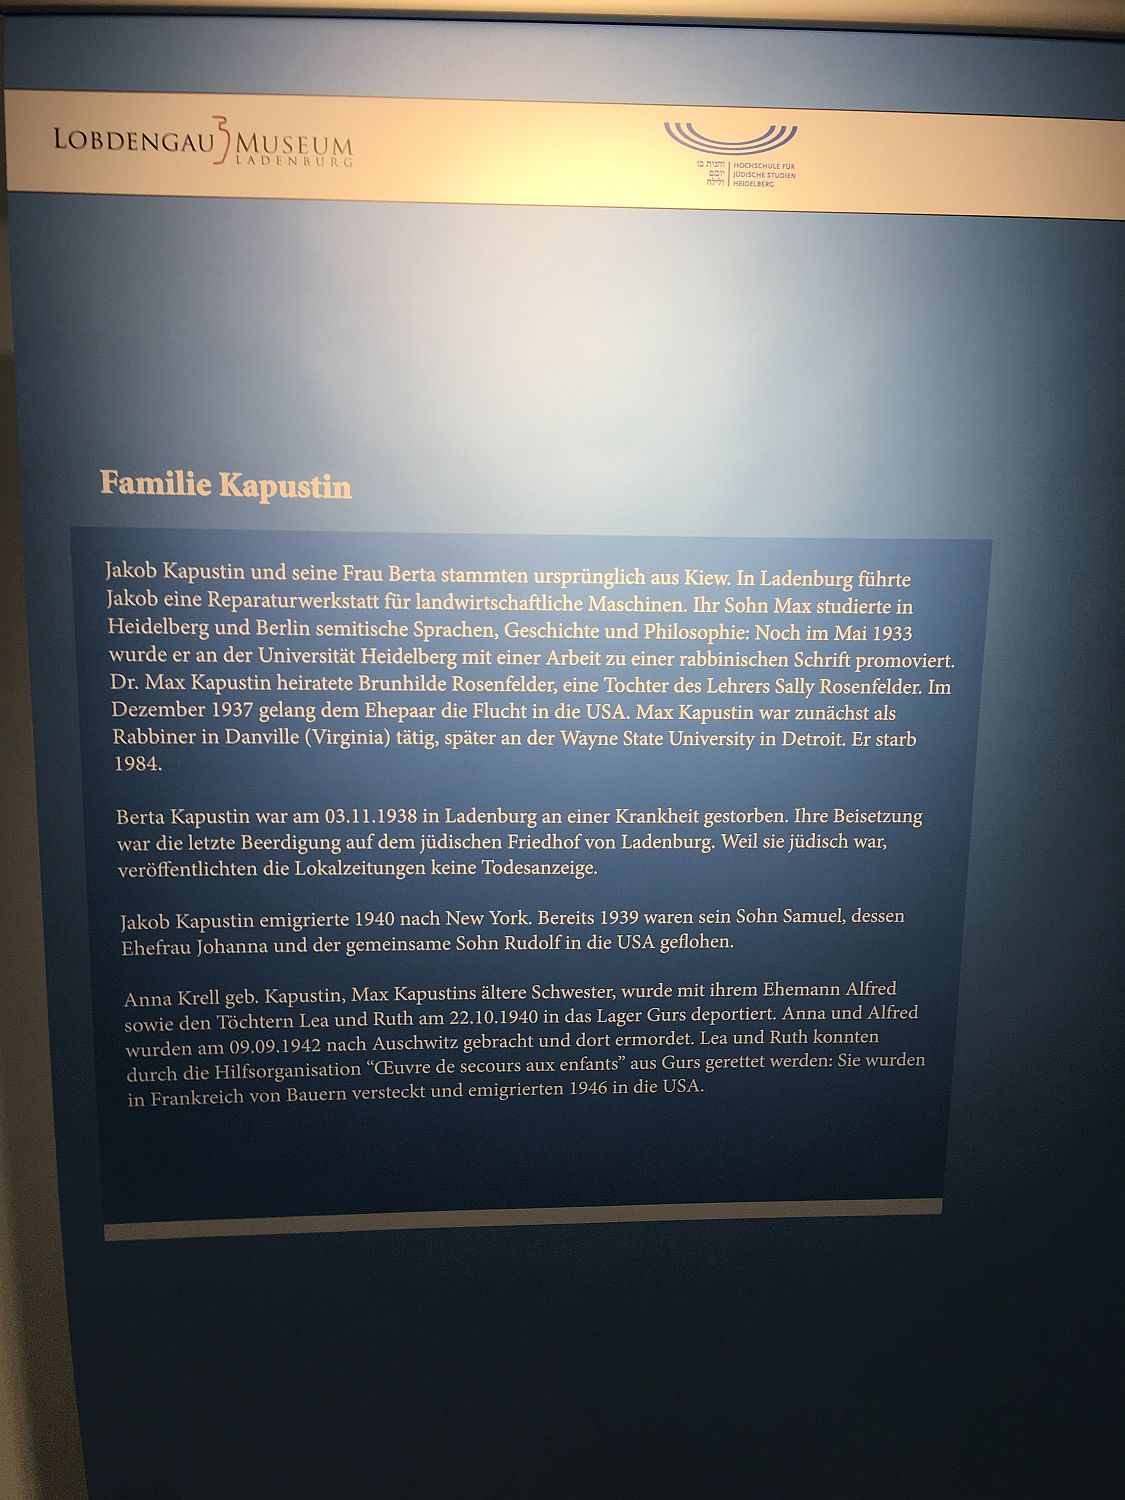 LOBDENGAU MUSEUM
LADENBURG
והגית בו
יומם
ולילה
HOCHSCHULE FÜR
JÜDISCHE STUDIEN
HEIDELBERG
Familie Kapustin
Jakob Kapustin und seine Frau Berta stammten ursprünglich aus Kiew. In Ladenburg führte
Jakob eine Reparaturwerkstatt für landwirtschaftliche Maschinen. Ihr Sohn Max studierte in
Heidelberg und Berlin semitische Sprachen, Geschichte und Philosophie: Noch im Mai 1933
wurde er an der Universität Heidelberg mit einer Arbeit zu einer rabbinischen Schrift promoviert.
Dr. Max Kapustin heiratete Brunhilde Rosenfelder, eine Tochter des Lehrers Sally Rosenfelder. Im
Dezember 1937 gelang dem Ehepaar die Flucht in die USA. Max Kapustin war zunächst als
Rabbiner in Danville (Virginia) tätig, später an der Wayne State University in Detroit. Er starb
1984.
Berta Kapustin war am 03.11.1938 in Ladenburg an einer Krankheit gestorben. Ihre Beisetzung
war die letzte Beerdigung auf dem jüdischen Friedhof von Ladenburg. Weil sie jüdisch war,
veröffentlichten die Lokalzeitungen keine Todesanzeige.
Jakob Kapustin emigrierte 1940 nach New York. Bereits 1939 waren sein Sohn Samuel, dessen
Ehefrau Johanna und der gemeinsame Sohn Rudolf in die USA geflohen.
Anna Krell geb. Kapustin, Max Kapustins ältere Schwester, wurde mit ihrem Ehemann Alfred
sowie den Töchtern Lea und Ruth am 22.10.1940 in das Lager Gurs deportiert. Anna und Alfred
wurden am 09.09.1942 nach Auschwitz gebracht und dort ermordet. Lea und Ruth konnten
durch die Hilfsorganisation “Œuvre de secours aux enfants” aus Gurs gerettet werden: Sie wurden
in Frankreich von Bauern versteckt und emigrierten 1946 in die USA.